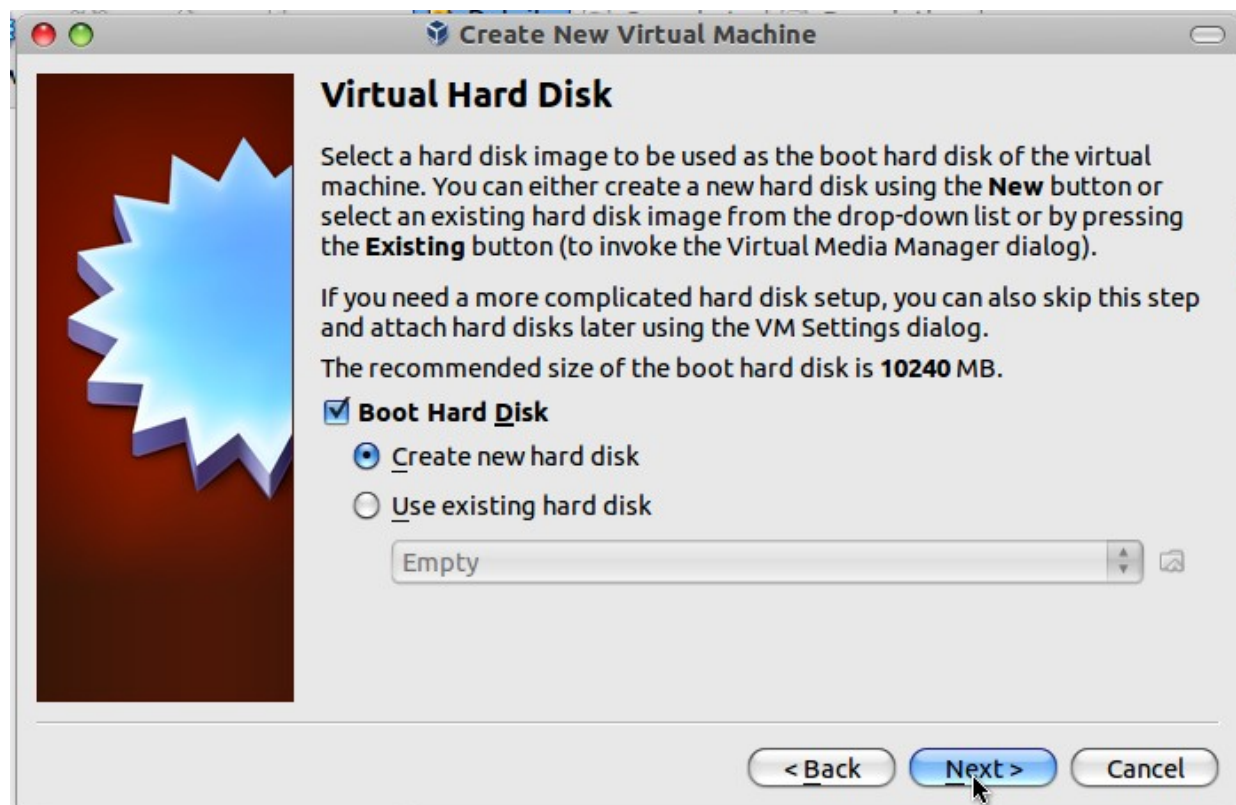 Create New Virtual Machine
Virtual Hard Disk
Select a hard disk image to be used as the boot hard disk of the virtual
machine. You can either create a new hard disk using the New button or
select an existing hard disk image from the drop-down list or by pressing
the Existing button (to invoke the Virtual Media Manager dialog).
If you need a more complicated hard disk setup, you can also skip this step
and attach hard disks later using the VM Settings dialog.
The recommended size of the boot hard disk is 10240 MB.
Boot Hard Disk
Create new hard disk
Use existing hard disk
Empty
< Back Next > Cancel